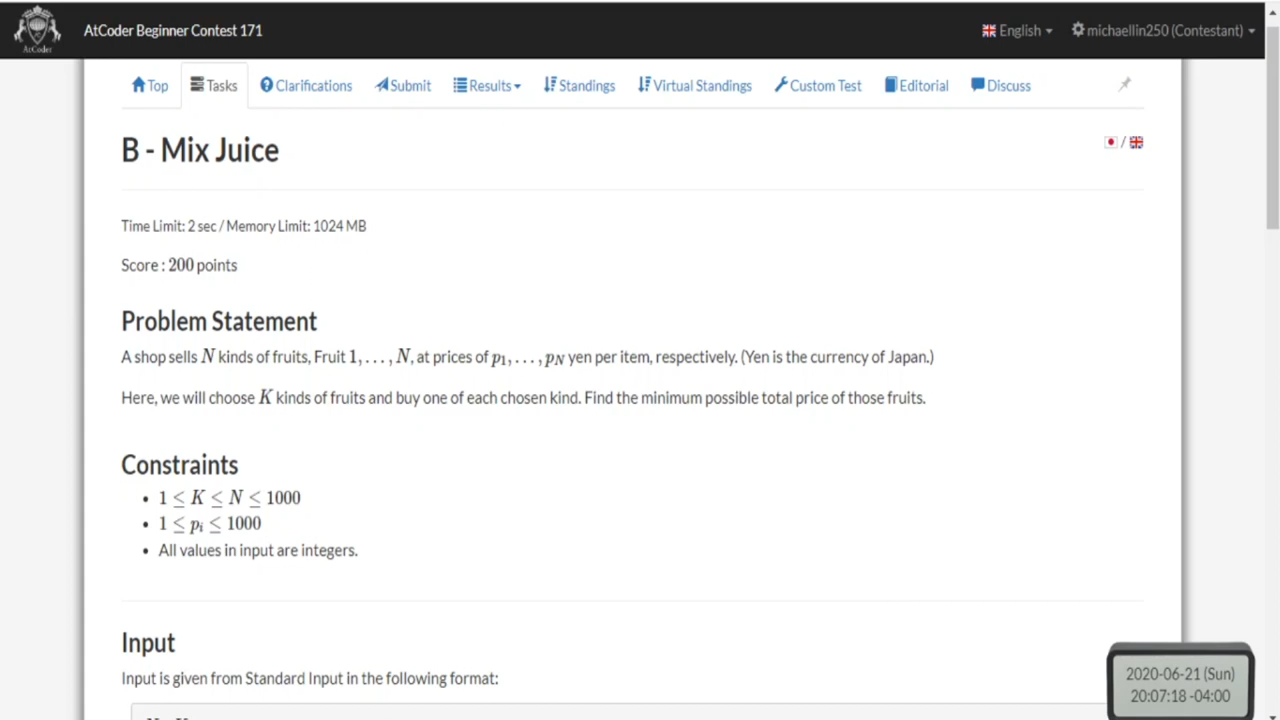 AtCoder Beginner Contest 171
English
michaellin250 (Contestant)
AtCoder
Top
Tasks
Clarifications
Submit
Results
Standings
Virtual Standings
Custom Test
Editorial
Discuss
B - Mix Juice
/
Time Limit: 2 sec / Memory Limit: 1024 MB
Score : 200 points
Problem Statement
A shop sells N kinds of fruits, Fruit 1, . . . , N, at prices of p₁, . . . , p_N yen per item, respectively. (Yen is the currency of Japan.)
Here, we will choose K kinds of fruits and buy one of each chosen kind. Find the minimum possible total price of those fruits.
Constraints
• 1 ≤ K ≤ N ≤ 1000
• 1 ≤ pᵢ ≤ 1000
• All values in input are integers.
Input
Input is given from Standard Input in the following format:
2020-06-21 (Sun)
20:07:18 -04:00